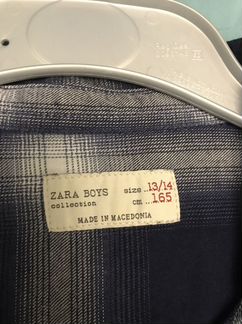 ZARA BOYS size ..13/14
collection cm ...165
MADE IN MACEDONIA